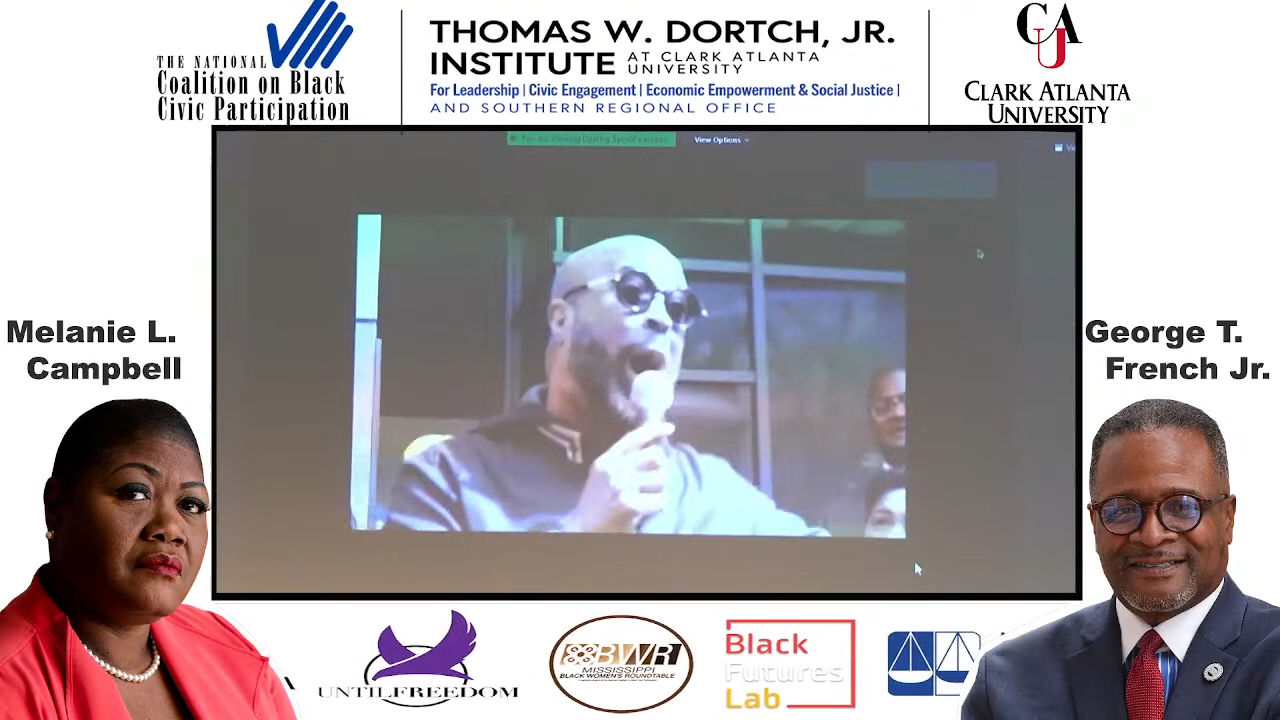 THE NATIONAL
Coalition on Black
Civic Participation
THOMAS W. DORTCH, JR.
INSTITUTE AT CLARK ATLANTA
UNIVERSITY
For Leadership | Civic Engagement | Economic Empowerment & Social Justice |
AND SOUTHERN REGIONAL OFFICE
CAU
CLARK ATLANTA
UNIVERSITY
View Options
Melanie L.
Campbell
George T.
French Jr.
UNTIL FREEDOM
BWR
MISSISSIPPI
BLACK WOMEN'S ROUNDTABLE
Black
Futures
Lab